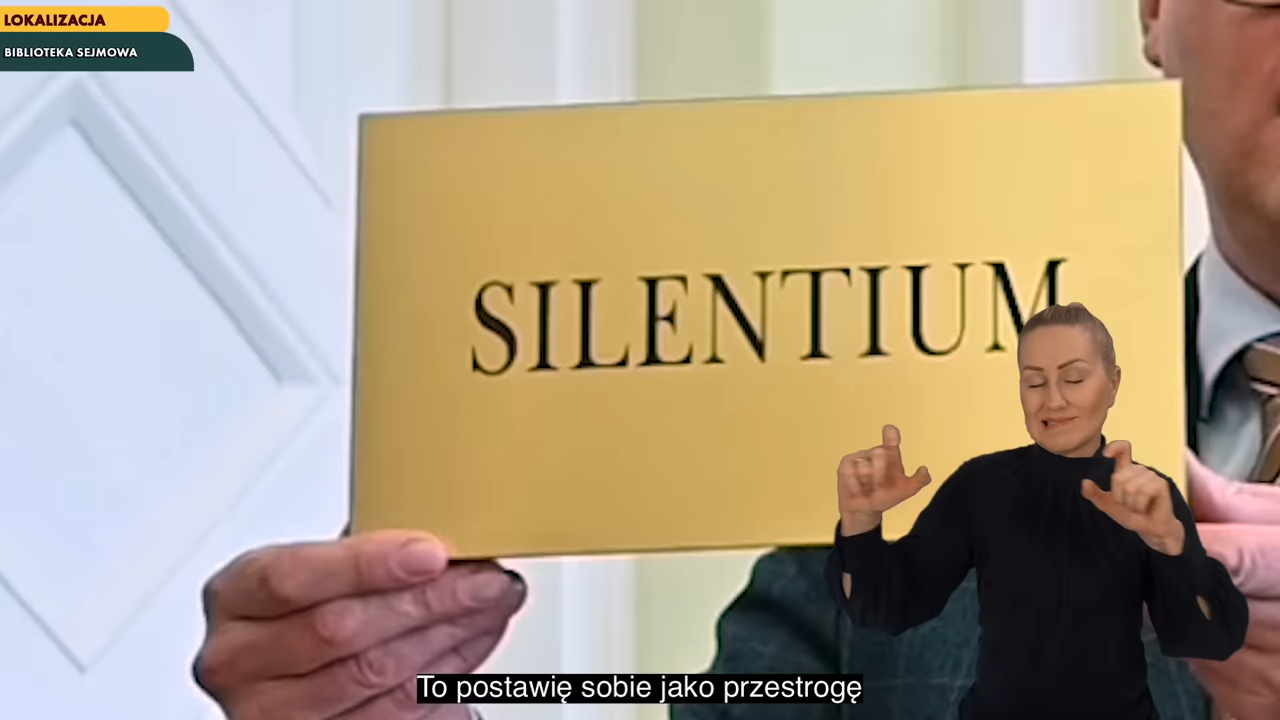 LOKALIZACJA
BIBLIOTEKA SEJMOWA
SILENTIUM
To postawię sobie jako przestrogę